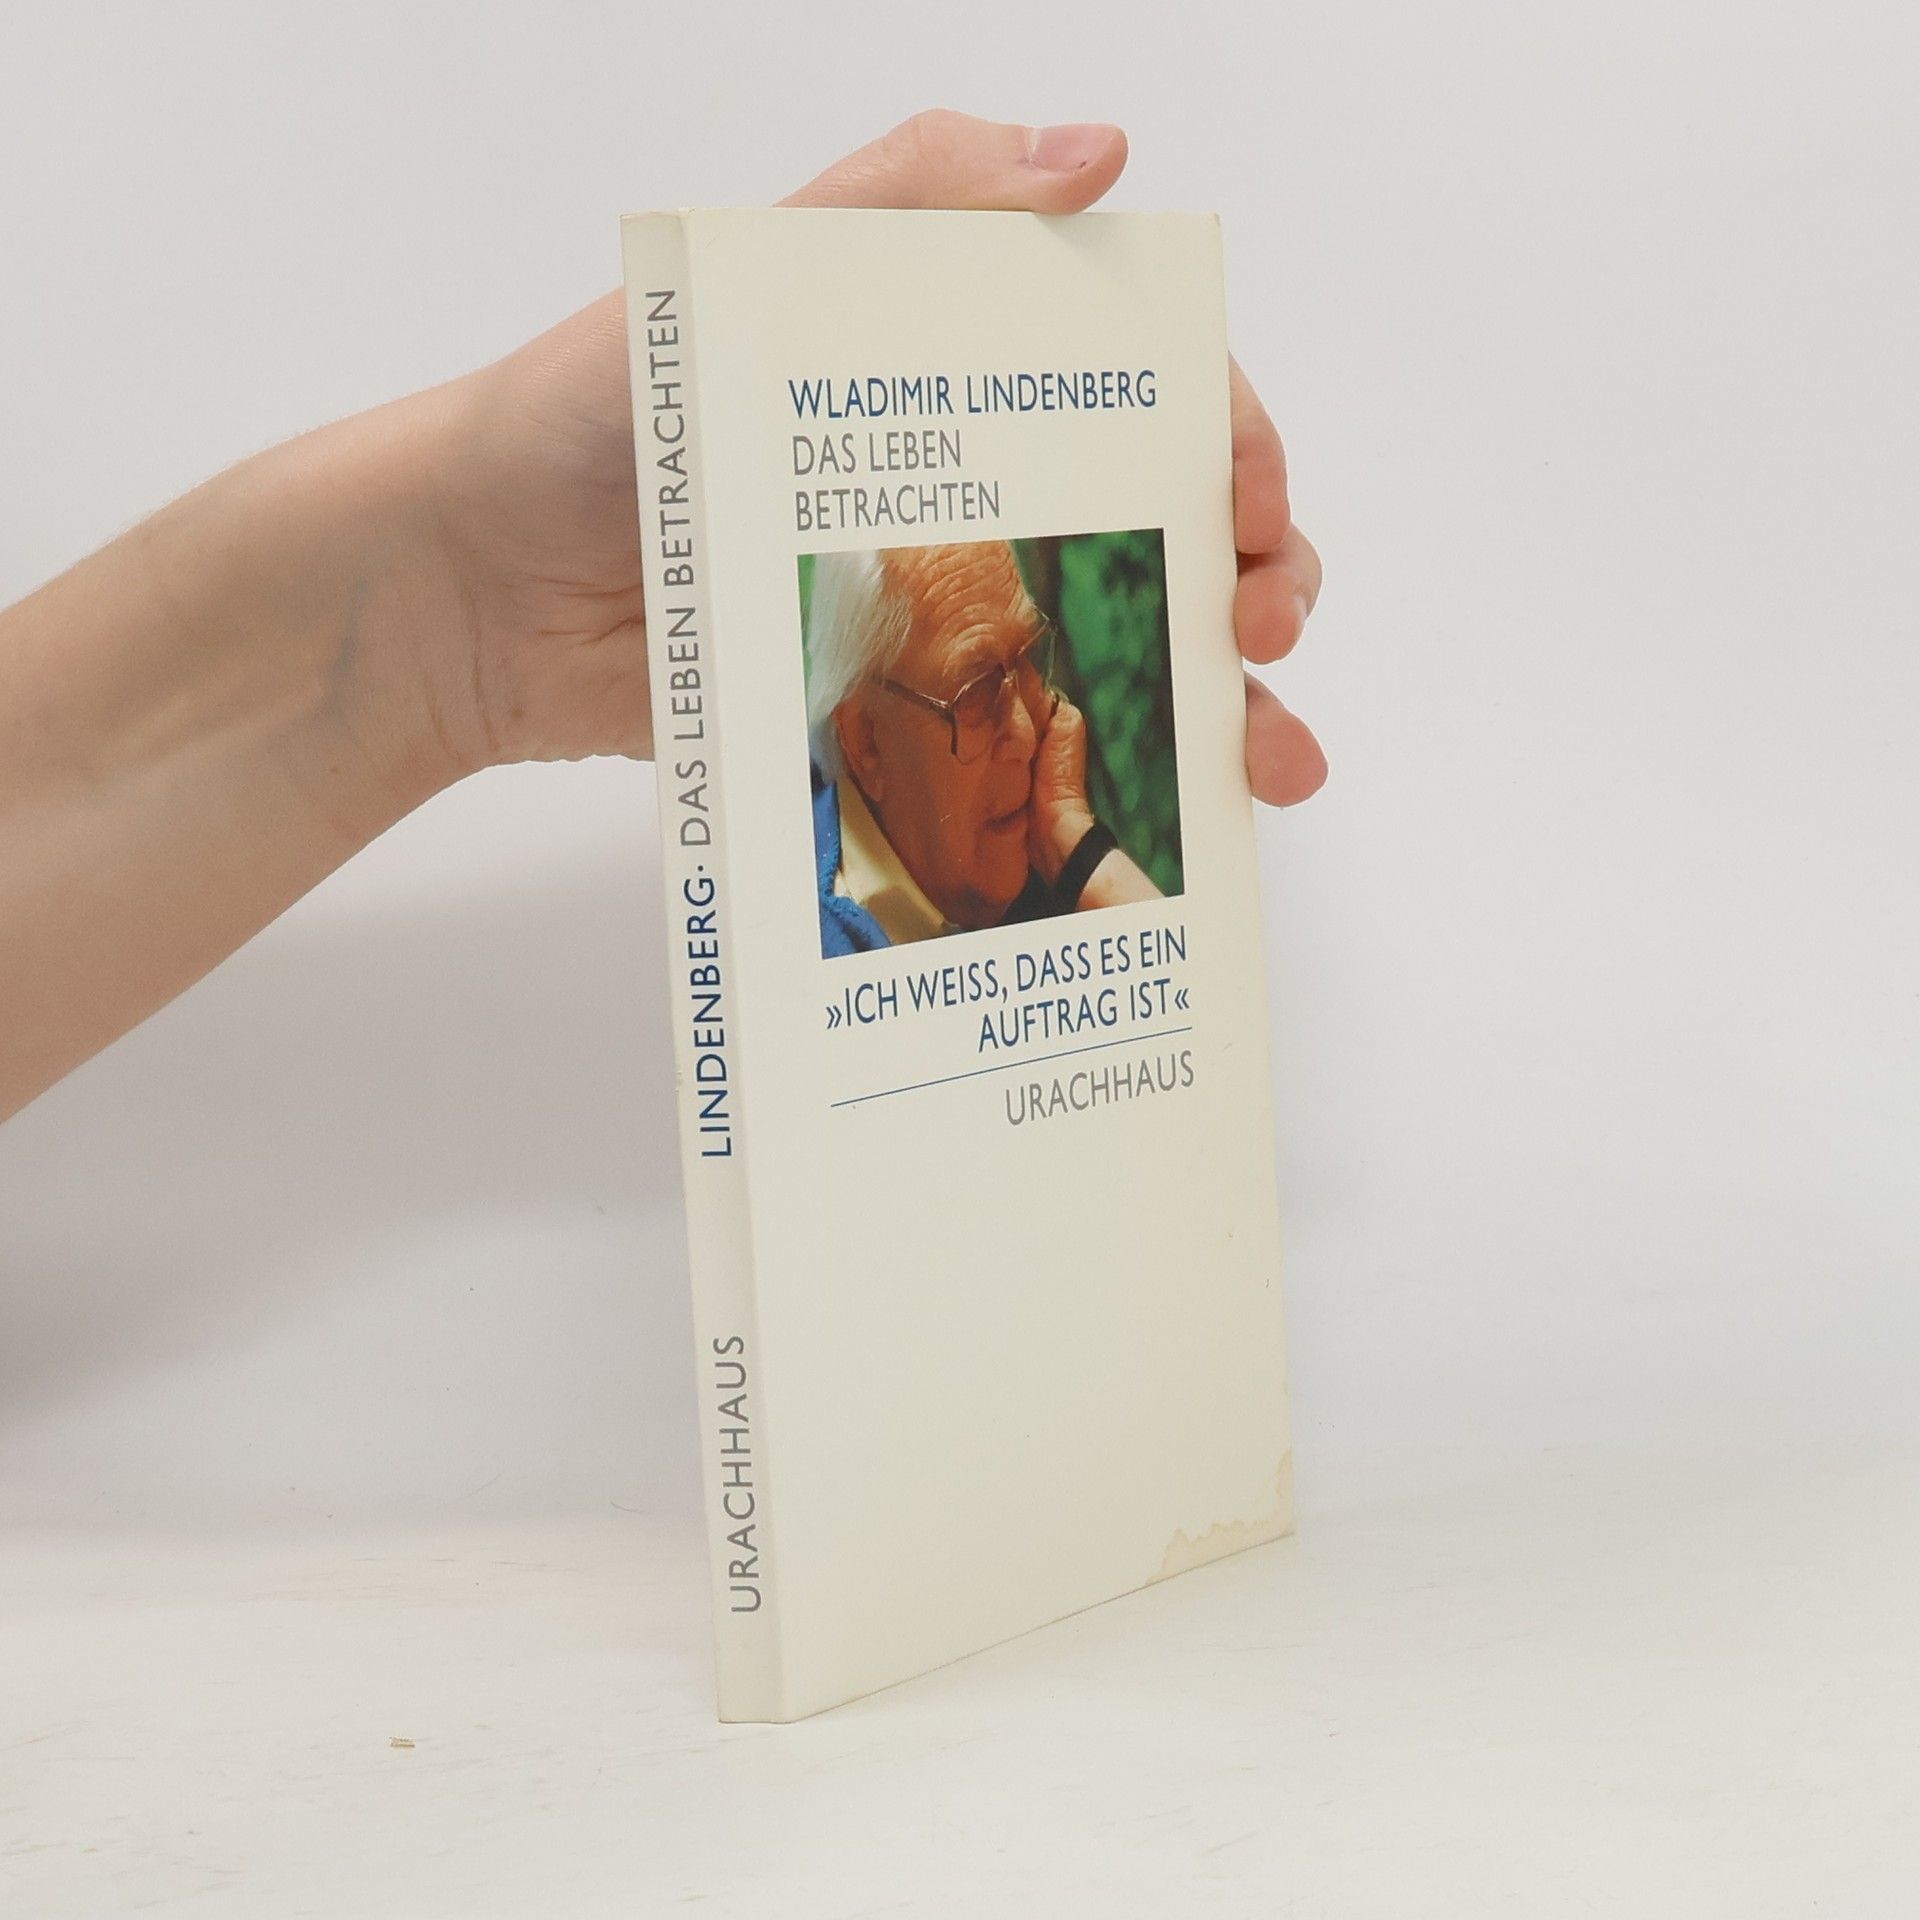 WLADIMIR LINDENBERG
DAS LEBEN
BETRACHTEN
»ICH WEISS, DASS ES EIN
AUFTRAG IST«
URACHHAUS
URACHHAUS LINDENBERG · DAS LEBEN BETRACHTEN